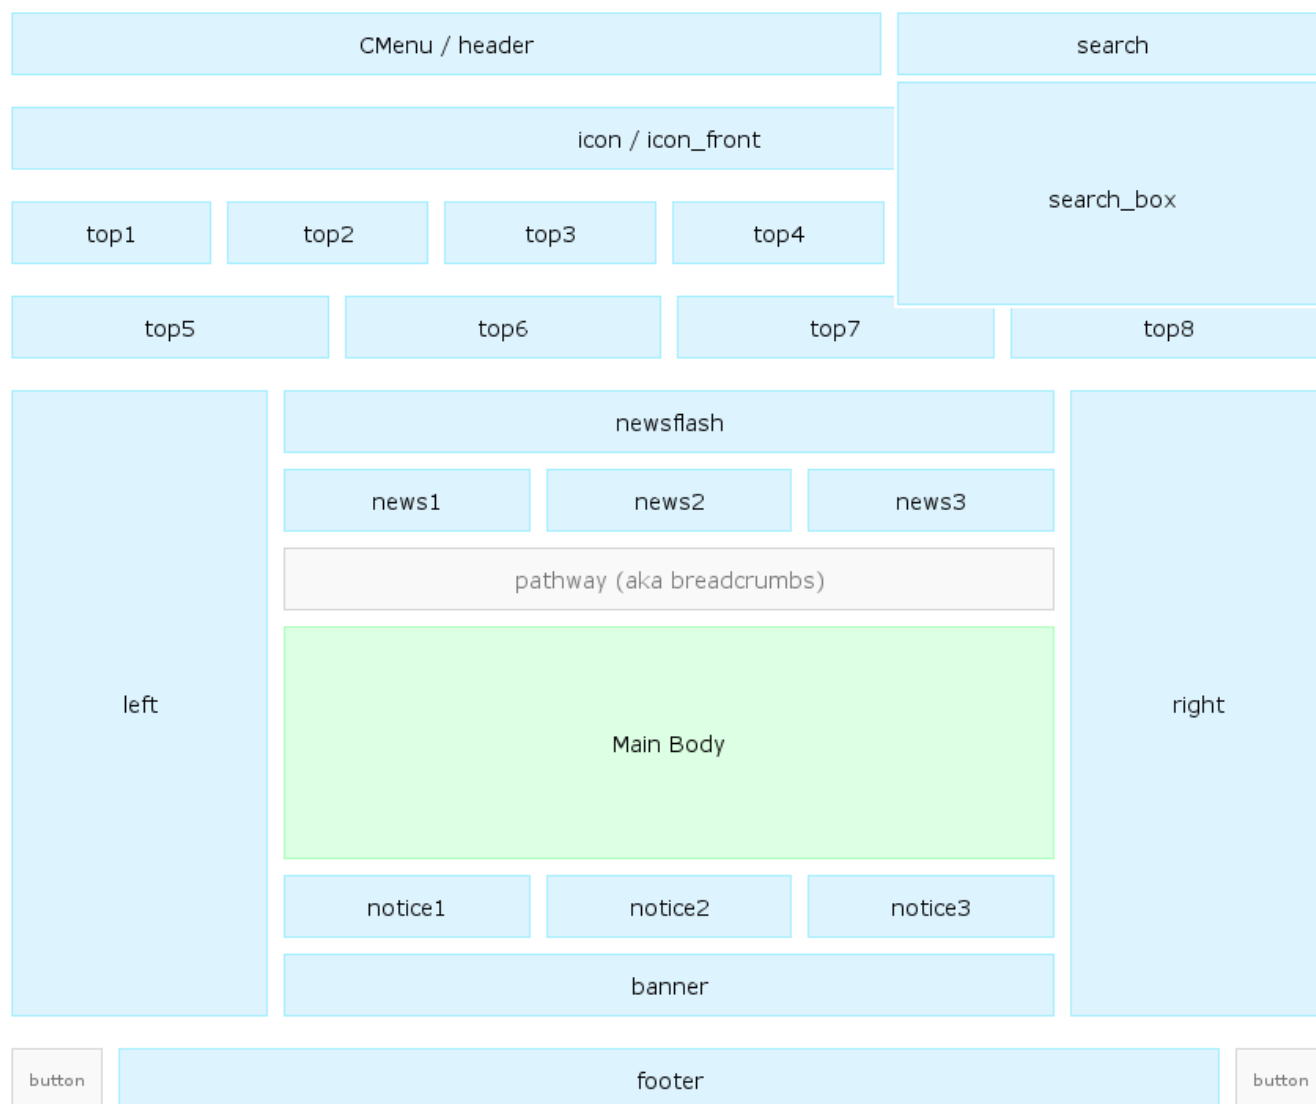 CMenu / header
search
icon / icon_front
search_box
top1
top2
top3
top4
top5
top6
top7
top8
newsflash
news1
news2
news3
pathway (aka breadcrumbs)
left
Main Body
right
notice1
notice2
notice3
banner
button
footer
button